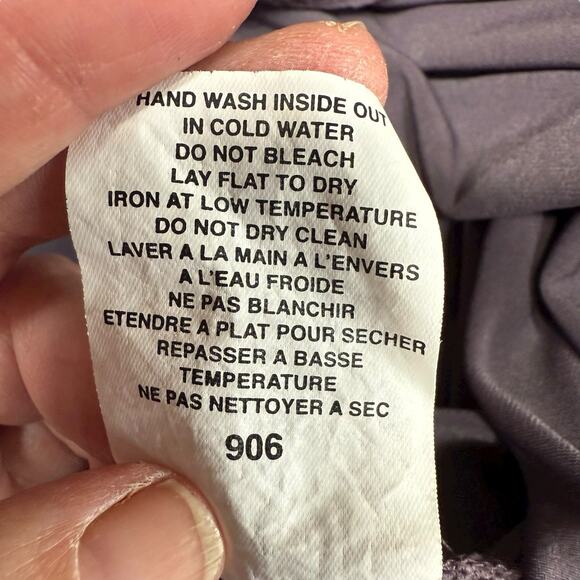 HAND WASH INSIDE OUT
IN COLD WATER
DO NOT BLEACH
LAY FLAT TO DRY
IRON AT LOW TEMPERATURE
DO NOT DRY CLEAN
LAVER A LA MAIN A L'ENVERS
A L'EAU FROIDE
NE PAS BLANCHIR
ETENDRE A PLAT POUR SECHER
REPASSER A BASSE
TEMPERATURE
NE PAS NETTOYER A SEC
906